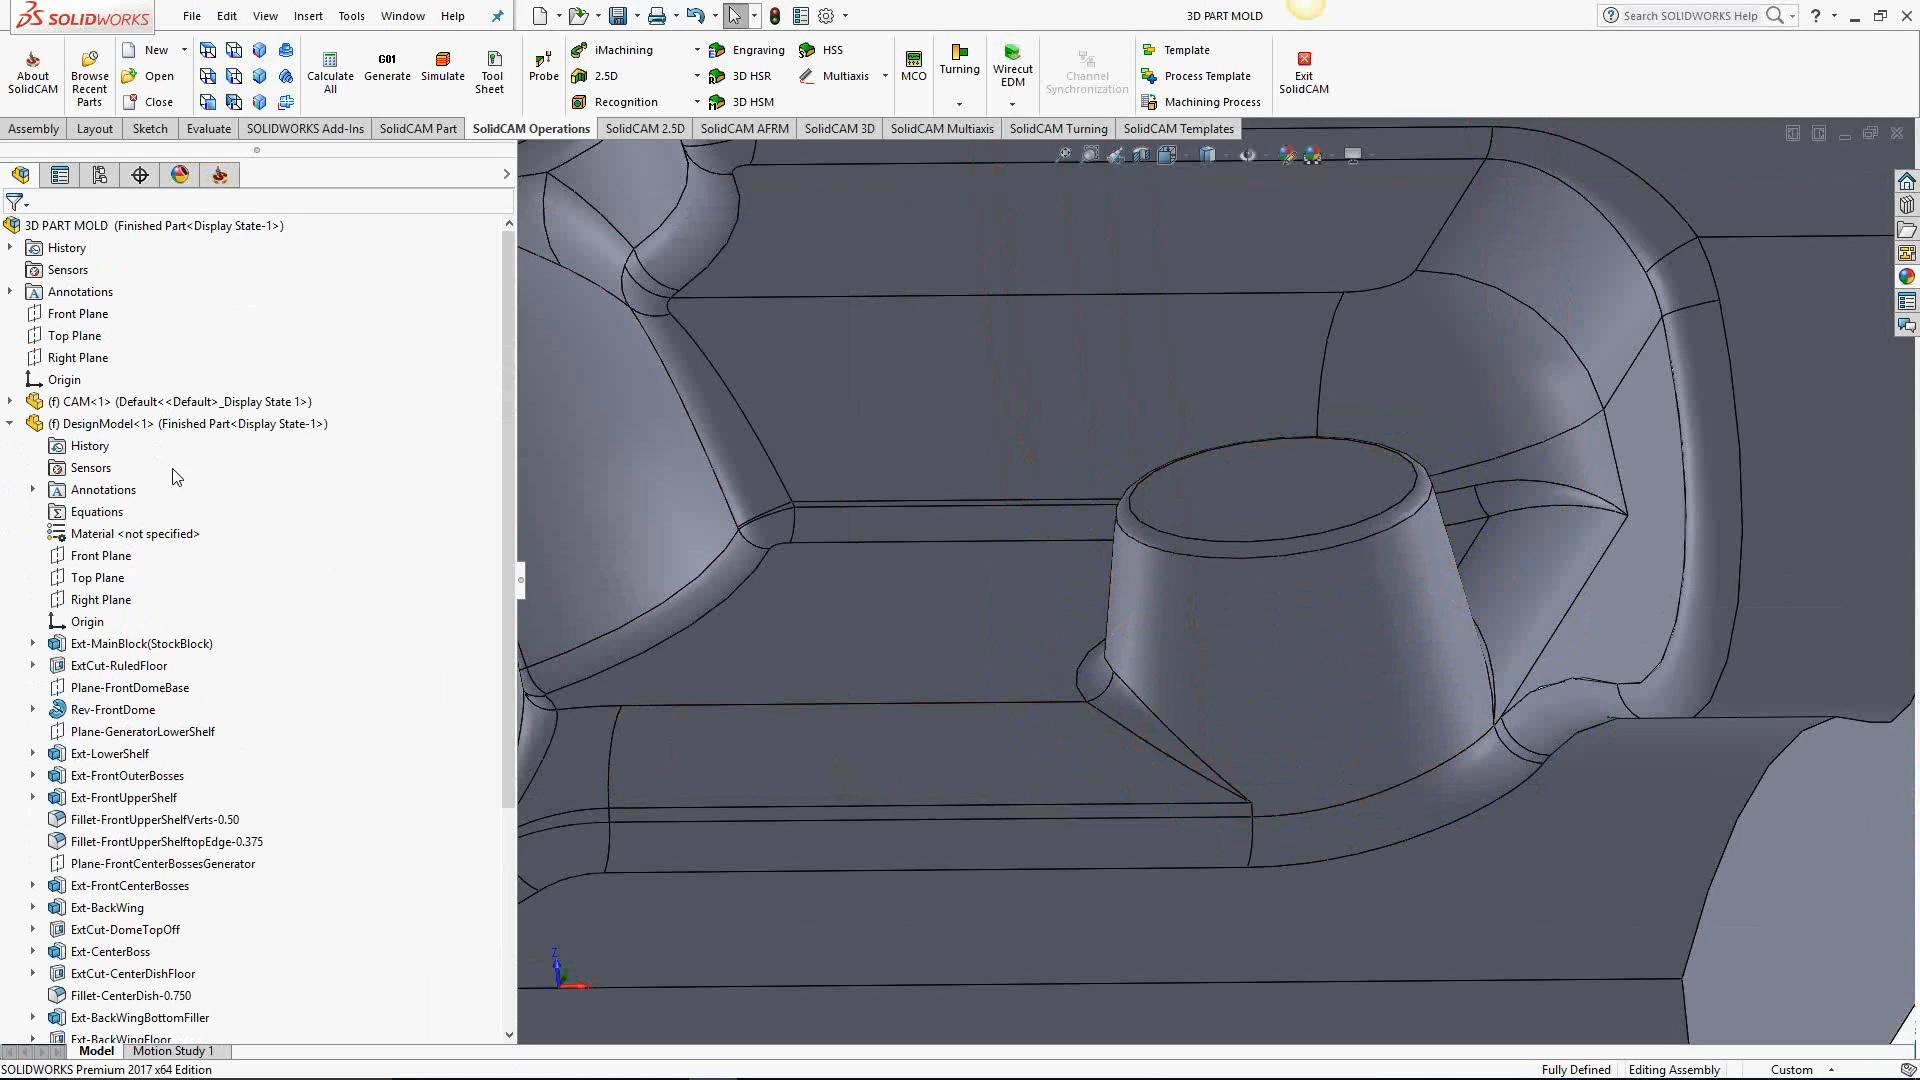 SOLIDWORKS File Edit View Insert Tools Window Help 3D PART MOLD Search SOLIDWORKS Help
About SolidCAM
Browse Recent Parts
New
Open
Close
Calculate All
G01 Generate
Simulate
Tool Sheet
Probe
iMachining
2.5D
Recognition
Engraving
3D HSR
3D HSM
HSS
Multiaxis
MCO
Turning
Wirecut EDM
Channel Synchronization
Template
Process Template
Machining Process
Exit SolidCAM
Assembly Layout Sketch Evaluate SOLIDWORKS Add-Ins SolidCAM Part SolidCAM Operations SolidCAM 2.5D SolidCAM AFRM SolidCAM 3D SolidCAM Multiaxis SolidCAM Turning SolidCAM Templates
3D PART MOLD (Finished Part<Display State-1>)
History
Sensors
Annotations
Front Plane
Top Plane
Right Plane
Origin
(f) CAM<1> (Default<<Default>_Display State 1>)
(f) DesignModel<1> (Finished Part<Display State-1>)
History
Sensors
Annotations
Equations
Material <not specified>
Front Plane
Top Plane
Right Plane
Origin
Ext-MainBlock(StockBlock)
ExtCut-RuledFloor
Plane-FrontDomeBase
Rev-FrontDome
Plane-GeneratorLowerShelf
Ext-LowerShelf
Ext-FrontOuterBosses
Ext-FrontUpperShelf
Fillet-FrontUpperShelfVerts-0.50
Fillet-FrontUpperShelftopEdge-0.375
Plane-FrontCenterBossesGenerator
Ext-FrontCenterBosses
Ext-BackWing
ExtCut-DomeTopOff
Ext-CenterBoss
ExtCut-CenterDishFloor
Fillet-CenterDish-0.750
Ext-BackWingBottomFiller
Ext-BackWingFloor
Z
Model Motion Study 1
SOLIDWORKS Premium 2017 x64 Edition Fully Defined Editing Assembly Custom